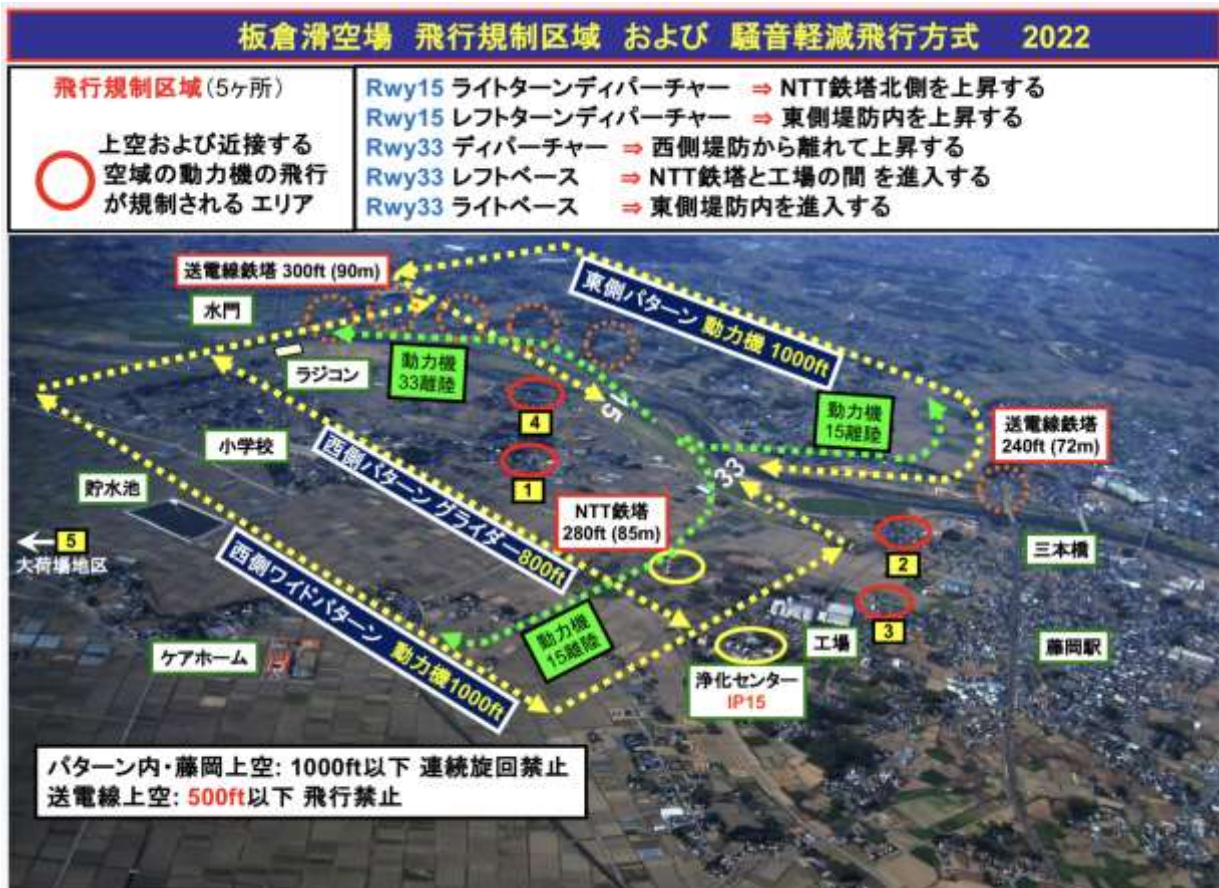 板倉滑空場 飛行規制区域 および 騒音軽減飛行方式 2022
飛行規制区域(5ヶ所)
上空および近接する
空域の動力機の飛行
が規制される エリア
Rwy15 ライトターンディパーチャー ⇒ NTT鉄塔北側を上昇する
Rwy15 レフトターンディパーチャー ⇒ 東側堤防内を上昇する
Rwy33 ディパーチャー ⇒ 西側堤防から離れて上昇する
Rwy33 レフトベース ⇒ NTT鉄塔と工場の間 を進入する
Rwy33 ライトベース ⇒ 東側堤防内を進入する
送電線鉄塔 300ft (90m)
水門
東側パターン 動力機 1000ft
ラジコン
動力機
33離陸
4
15
動力機
15離陸
送電線鉄塔
240ft (72m)
小学校
1
33
貯水池
西側パターン グライダー800ft
NTT鉄塔
280ft (85m)
2
三本橋
5
大荷場地区
西側ワイドパターン 動力機1000ft
3
動力機
15離陸
工場
ケアホーム
藤岡駅
浄化センター
IP15
パターン内・藤岡上空: 1000ft以下 連続旋回禁止
送電線上空: 500ft以下 飛行禁止